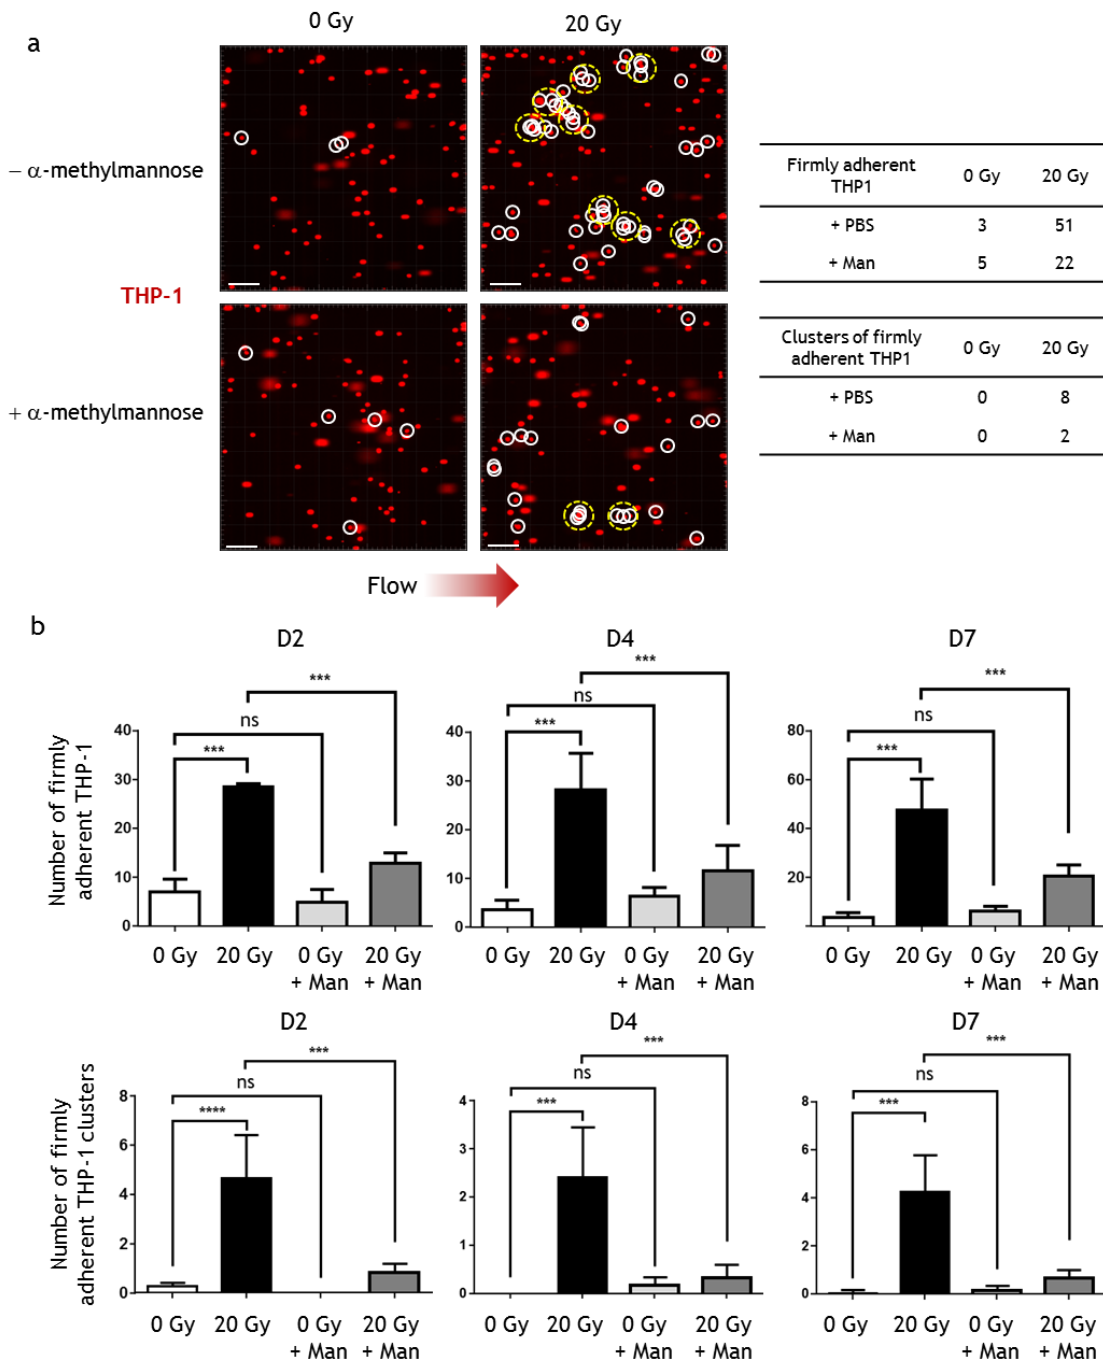 a
0 Gy
20 Gy
– α-methylmannose
THP-1
+ α-methylmannose
Flow
Firmly adherent THP1 0 Gy 20 Gy
+ PBS 3 51
+ Man 5 22
Clusters of firmly adherent THP1 0 Gy 20 Gy
+ PBS 0 8
+ Man 0 2
b
D2
Number of firmly
adherent THP-1
40
30
20
10
0
***
ns
***
0 Gy 20 Gy 0 Gy + Man 20 Gy + Man
D4
40
30
20
10
0
***
ns
***
0 Gy 20 Gy 0 Gy + Man 20 Gy + Man
D7
80
60
40
20
***
ns
***
0 Gy 20 Gy 0 Gy + Man 20 Gy + Man
D2
Number of firmly
adherent THP-1 clusters
8
6
4
2
0
***
ns
****
0 Gy 20 Gy 0 Gy + Man 20 Gy + Man
D4
4
3
2
1
0
***
ns
***
0 Gy 20 Gy 0 Gy + Man 20 Gy + Man
D7
8
6
4
2
0
***
ns
***
0 Gy 20 Gy 0 Gy + Man 20 Gy + Man